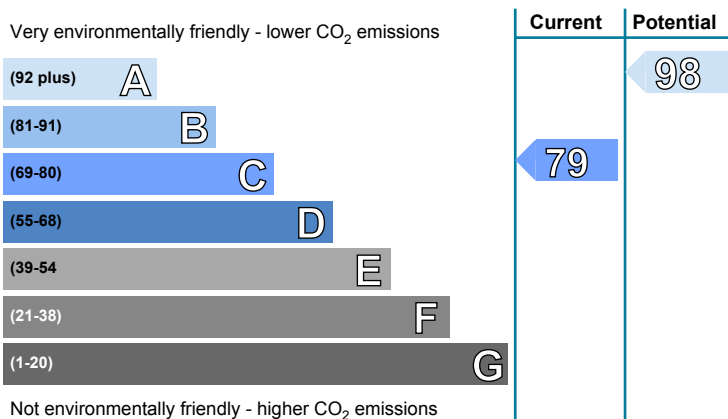 Current Potential
Very environmentally friendly - lower CO2 emissions
(92 plus) A 98
(81-91) B
(69-80) C 79
(55-68) D
(39-54 E
(21-38) F
(1-20) G
Not environmentally friendly - higher CO2 emissions